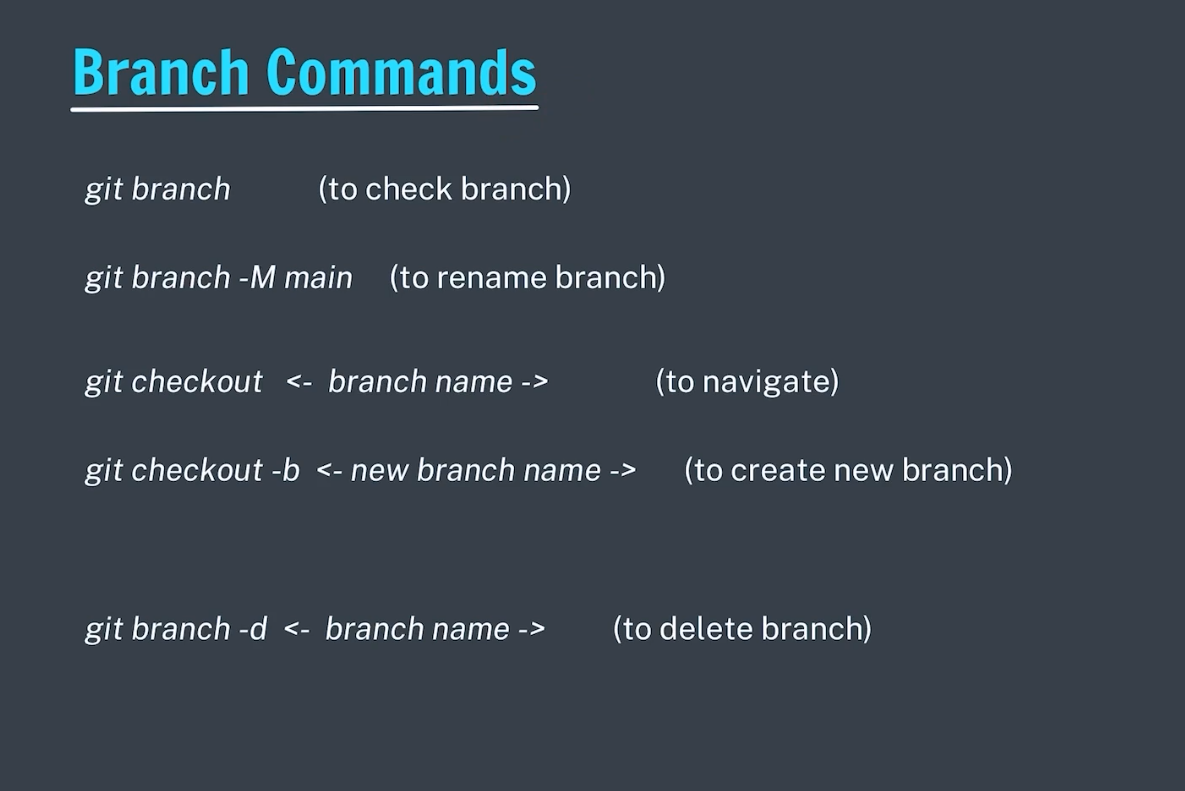 Branch Commands
git branch (to check branch)
git branch -M main (to rename branch)
git checkout <- branch name -> (to navigate)
git checkout -b <- new branch name -> (to create new branch)
git branch -d <- branch name -> (to delete branch)